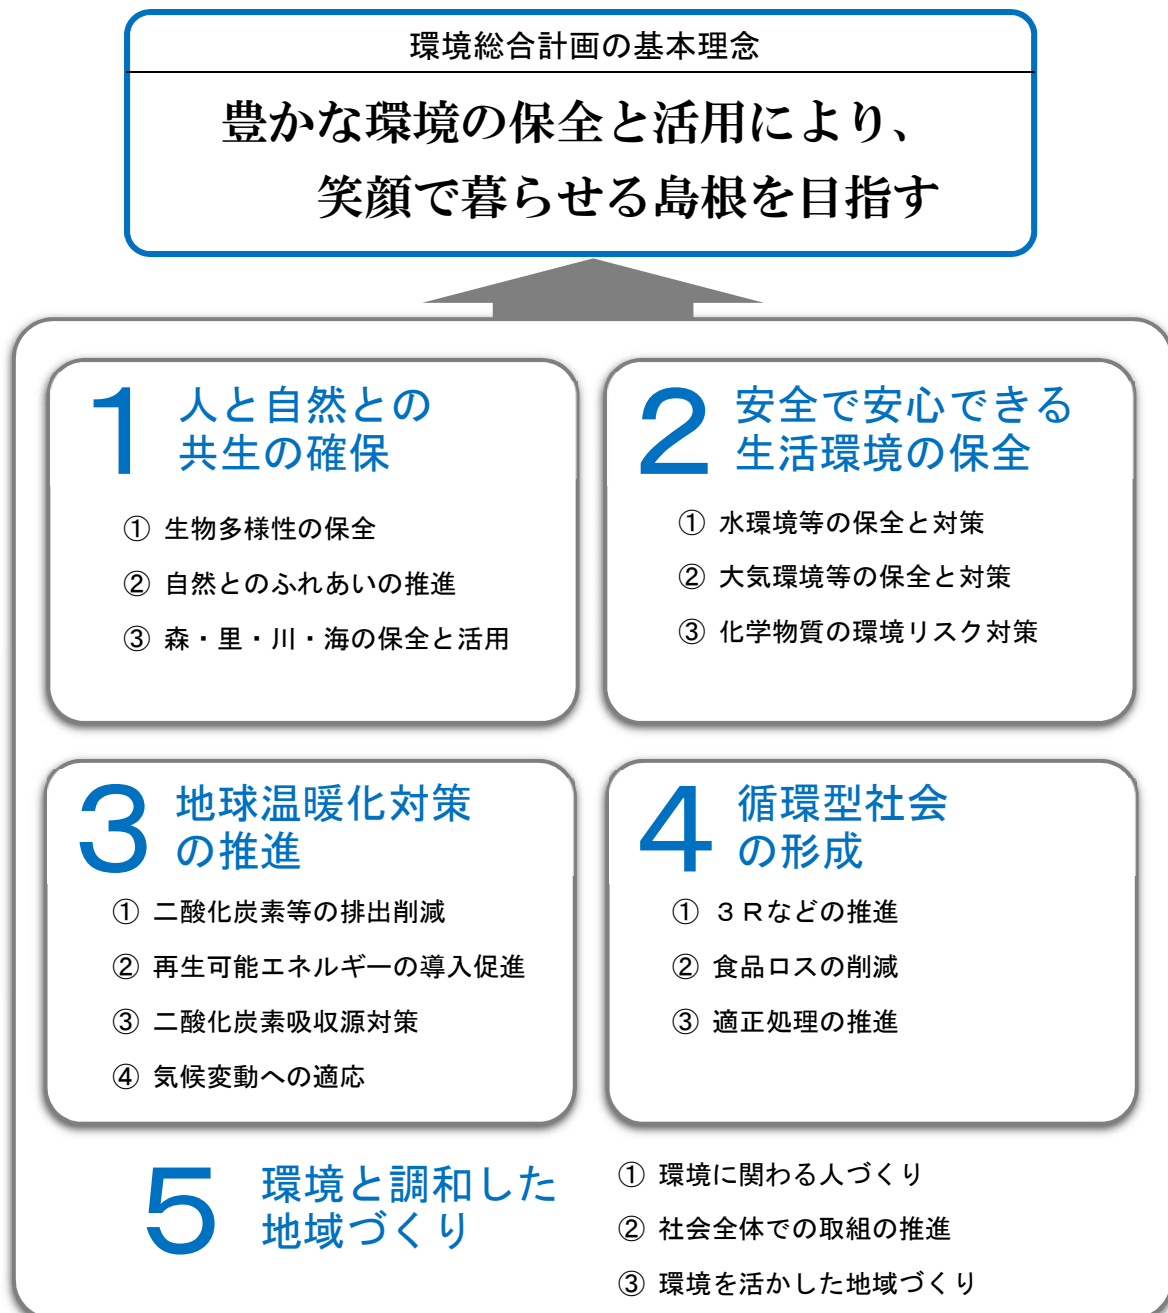 環境総合計画の基本理念
豊かな環境の保全と活用により、
笑顔で暮らせる島根を目指す
1 人と自然との
共生の確保
① 生物多様性の保全
② 自然とのふれあいの推進
③ 森・里・川・海の保全と活用
2 安全で安心できる
生活環境の保全
① 水環境等の保全と対策
② 大気環境等の保全と対策
③ 化学物質の環境リスク対策
3 地球温暖化対策
の推進
① 二酸化炭素等の排出削減
② 再生可能エネルギーの導入促進
③ 二酸化炭素吸収源対策
④ 気候変動への適応
4 循環型社会
の形成
① ３Ｒなどの推進
② 食品ロスの削減
③ 適正処理の推進
5 環境と調和した
地域づくり
① 環境に関わる人づくり
② 社会全体での取組の推進
③ 環境を活かした地域づくり